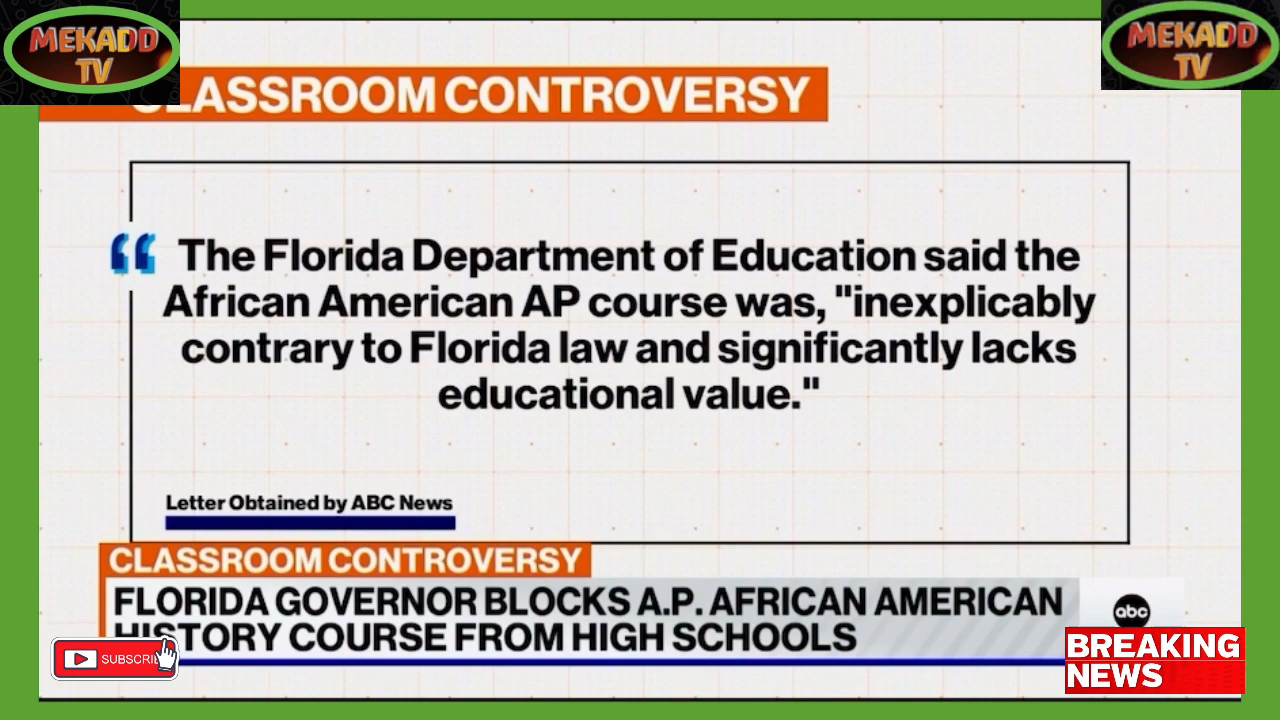 MEKADD
TV
MEKADD
TV
CLASSROOM CONTROVERSY
“ The Florida Department of Education said the
African American AP course was, "inexplicably
contrary to Florida law and significantly lacks
educational value."
Letter Obtained by ABC News
CLASSROOM CONTROVERSY
FLORIDA GOVERNOR BLOCKS A.P. AFRICAN AMERICAN
HISTORY COURSE FROM HIGH SCHOOLS
abc
SUBSCRIBE
BREAKING
NEWS